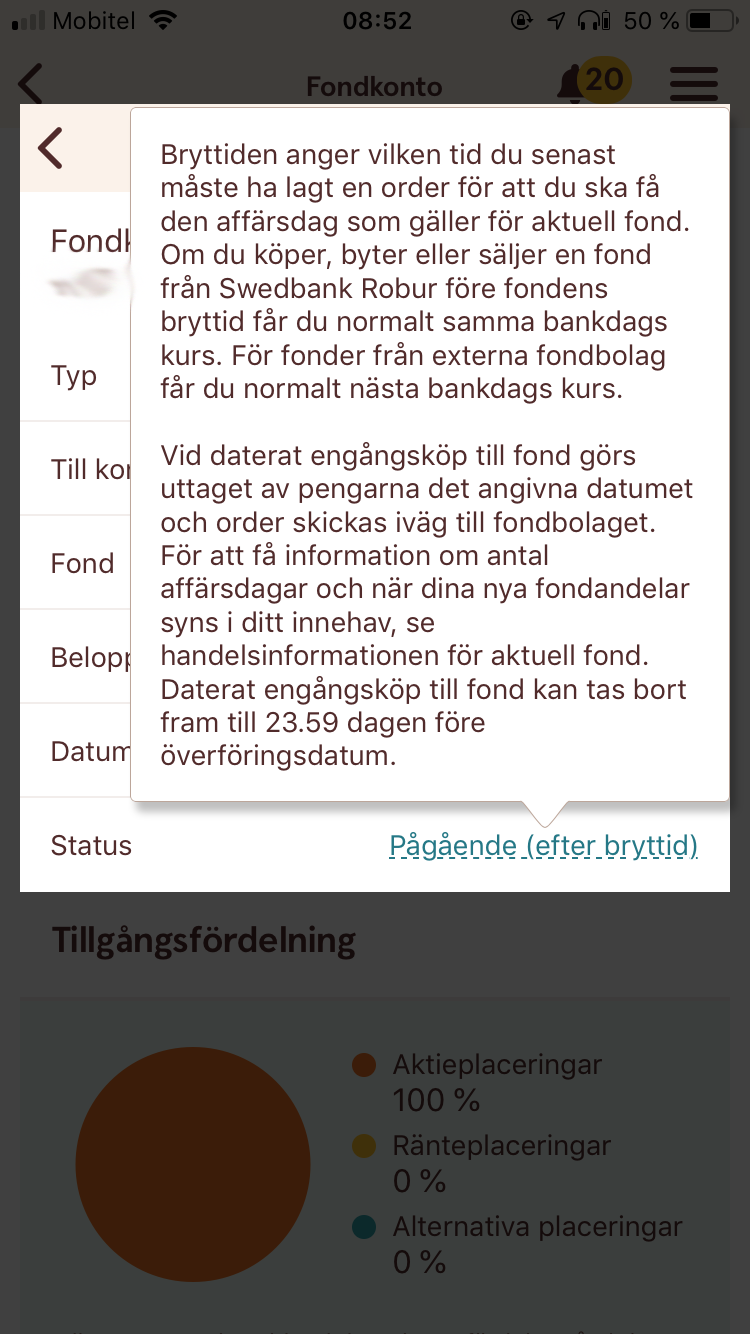 Mobitel 08:52 50 %
Fondkonto 20
Bryttiden anger vilken tid du senast
måste ha lagt en order för att du ska få
den affärsdag som gäller för aktuell fond.
Om du köper, byter eller säljer en fond
från Swedbank Robur före fondens
bryttid får du normalt samma bankdags
kurs. För fonder från externa fondbolag
får du normalt nästa bankdags kurs.
Vid daterat engångsköp till fond görs
uttaget av pengarna det angivna datumet
och order skickas iväg till fondbolaget.
För att få information om antal
affärsdagar och när dina nya fondandelar
syns i ditt innehav, se
handelsinformationen för aktuell fond.
Daterat engångsköp till fond kan tas bort
fram till 23.59 dagen före
överföringsdatum.
Typ
Till
Fond
Belopp
Datum
Status Pågående (efter bryttid)
Tillgångsfördelning
Aktieplaceringar
100 %
Ränteplaceringar
0 %
Alternativa placeringar
0 %